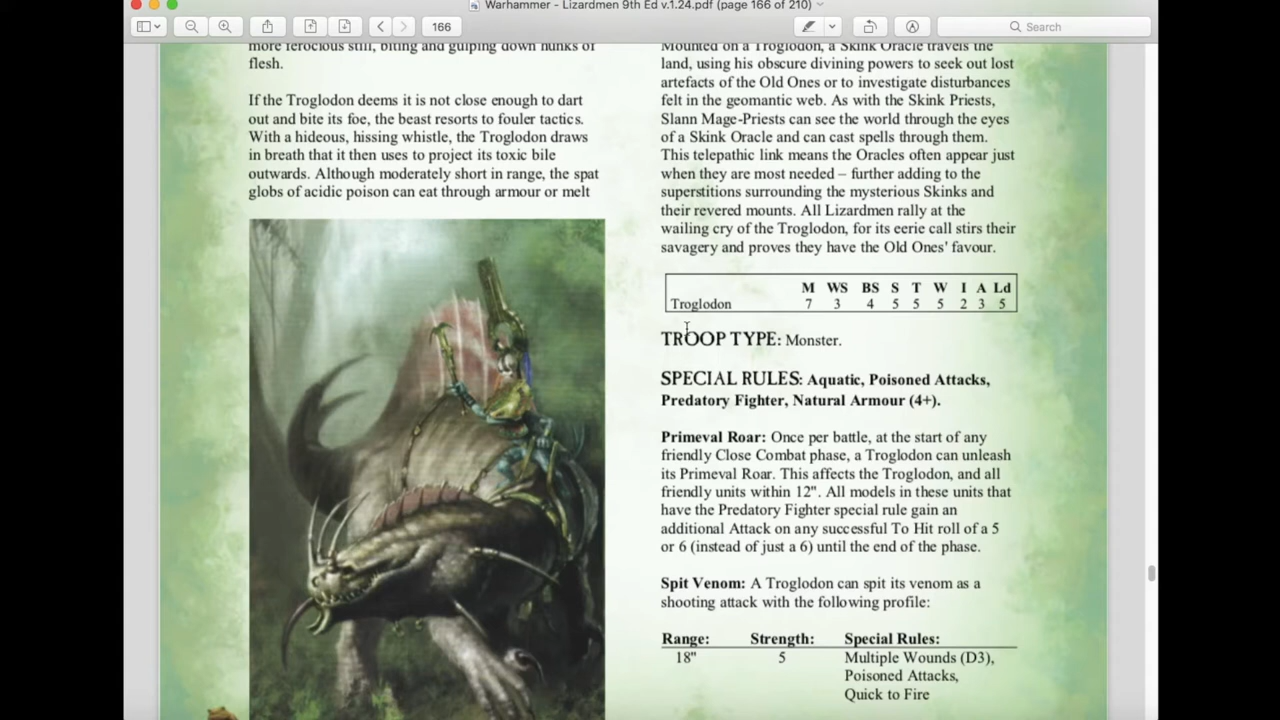 Warhammer - Lizardmen 9th Ed v.1.24.pdf (page 166 of 210)
166
Search
more ferocious still, biting and gulping down hunks of
flesh.
If the Troglodon deems it is not close enough to dart
out and bite its foe, the beast resorts to fouler tactics.
With a hideous, hissing whistle, the Troglodon draws
in breath that it then uses to project its toxic bile
outwards. Although moderately short in range, the spat
globs of acidic poison can eat through armour or melt
Mounted on a Troglodon, a Skink Oracle travels the
land, using his obscure divining powers to seek out lost
artefacts of the Old Ones or to investigate disturbances
felt in the geomantic web. As with the Skink Priests,
Slann Mage-Priests can see the world through the eyes
of a Skink Oracle and can cast spells through them.
This telepathic link means the Oracles often appear just
when they are most needed – further adding to the
superstitions surrounding the mysterious Skinks and
their revered mounts. All Lizardmen rally at the
wailing cry of the Troglodon, for its eerie call stirs their
savagery and proves they have the Old Ones' favour.
M WS BS S T W I A Ld
Troglodon 7 3 4 5 5 5 2 3 5
TROOP TYPE: Monster.
SPECIAL RULES: Aquatic, Poisoned Attacks,
Predatory Fighter, Natural Armour (4+).
Primeval Roar: Once per battle, at the start of any
friendly Close Combat phase, a Troglodon can unleash
its Primeval Roar. This affects the Troglodon, and all
friendly units within 12". All models in these units that
have the Predatory Fighter special rule gain an
additional Attack on any successful To Hit roll of a 5
or 6 (instead of just a 6) until the end of the phase.
Spit Venom: A Troglodon can spit its venom as a
shooting attack with the following profile:
Range: Strength: Special Rules:
18" 5 Multiple Wounds (D3),
Poisoned Attacks,
Quick to Fire